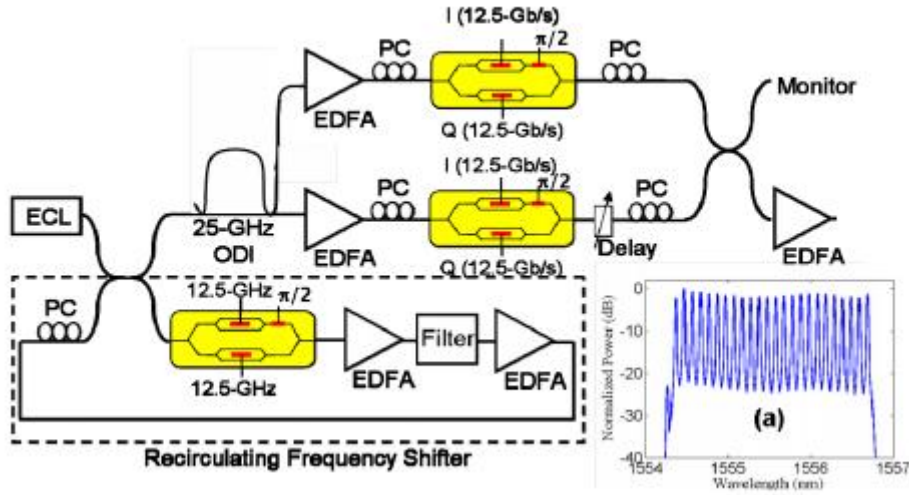 I (12.5-Gb/s)
π/2
PC
PC
EDFA
Q (12.5-Gb/s)
Monitor
I (12.5-Gb/s)
π/2
PC
PC
ECL
25-GHz
ODI
EDFA
Q (12.5-Gb/s)
Delay
EDFA
PC
12.5-GHz
π/2
Filter
12.5-GHz
EDFA
EDFA
Recirculating Frequency Shifter
Normalized Power (dB)
0
-10
-20
-30
-40
(a)
1554
1555
1556
1557
Wavelength (nm)